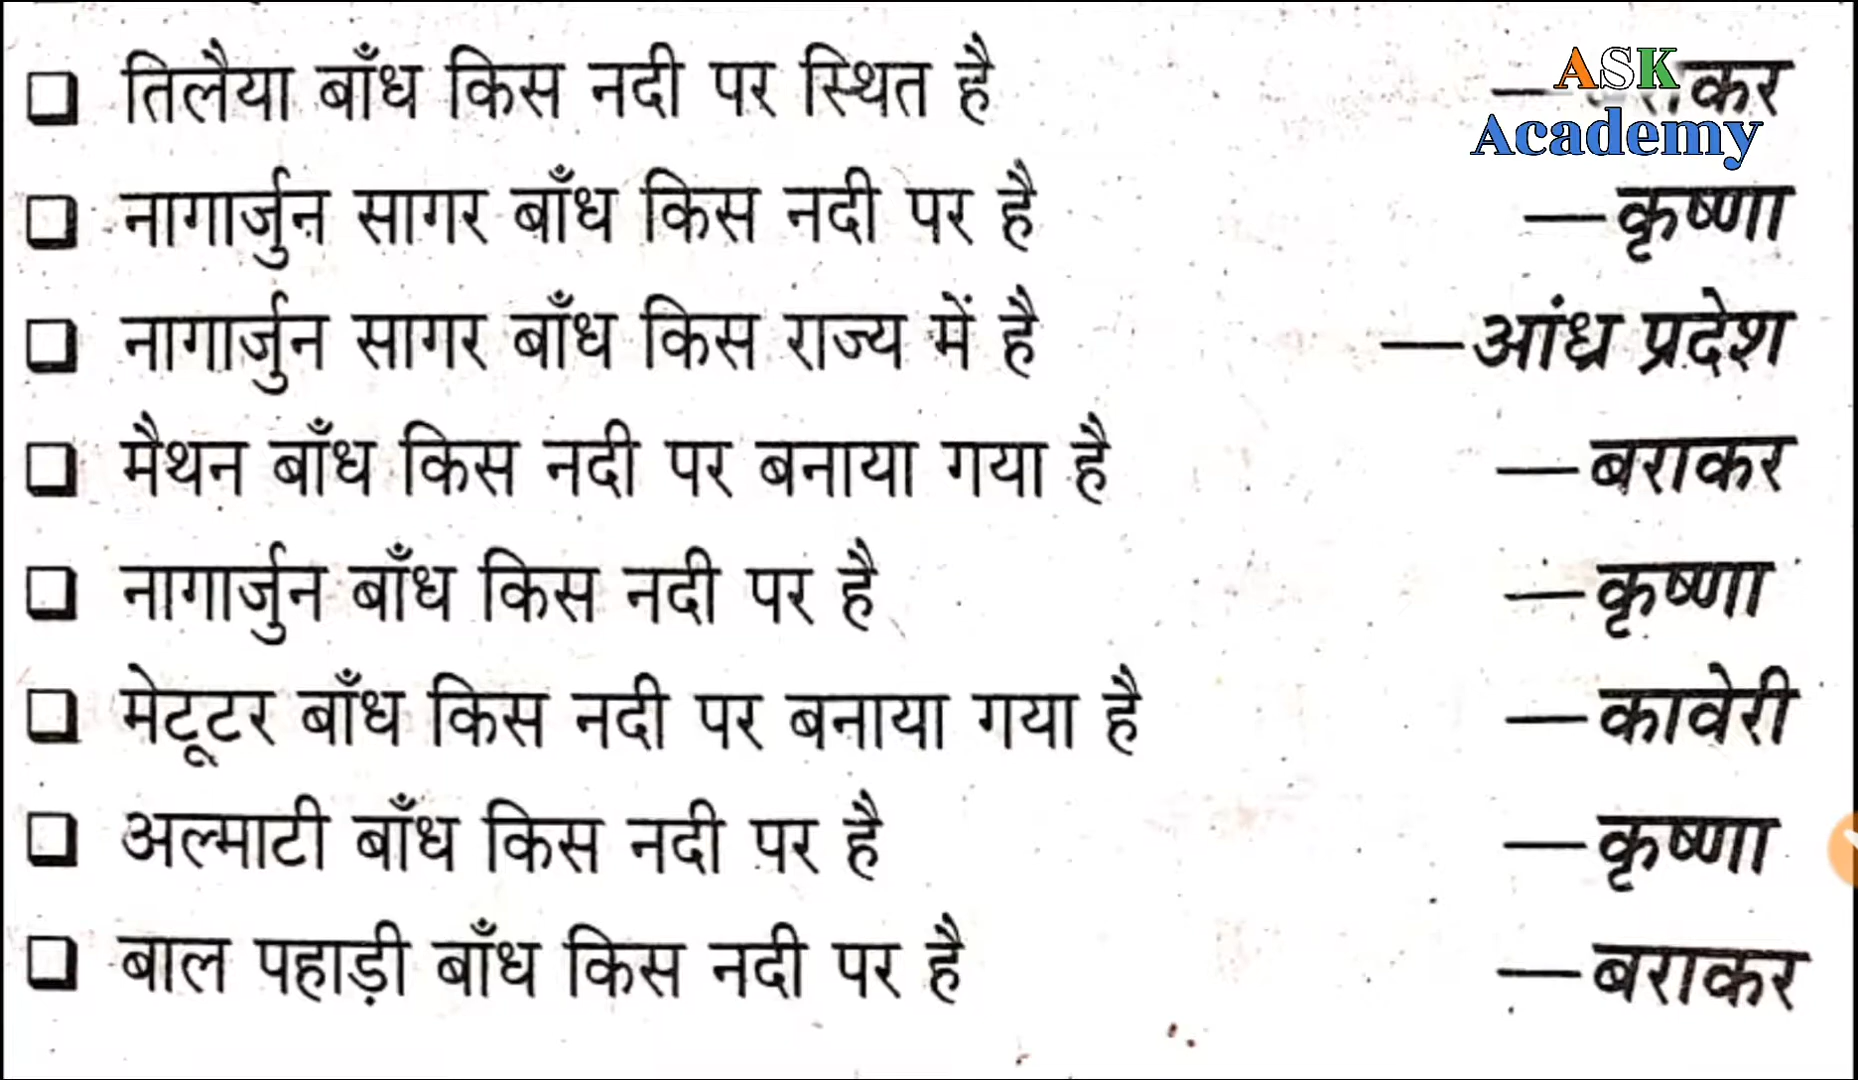 तिलैया बाँध किस नदी पर स्थित है —
ASK
Academy
नागार्जुन सागर बाँध किस नदी पर है — कृष्णा
नागार्जुन सागर बाँध किस राज्य में है — आंध्र प्रदेश
मैथन बाँध किस नदी पर बनाया गया है — बराकर
नागार्जुन बाँध किस नदी पर है — कृष्णा
मेटूटर बाँध किस नदी पर बनाया गया है — कावेरी
अल्माटी बाँध किस नदी पर है — कृष्णा
बाल पहाड़ी बाँध किस नदी पर है — बराकर